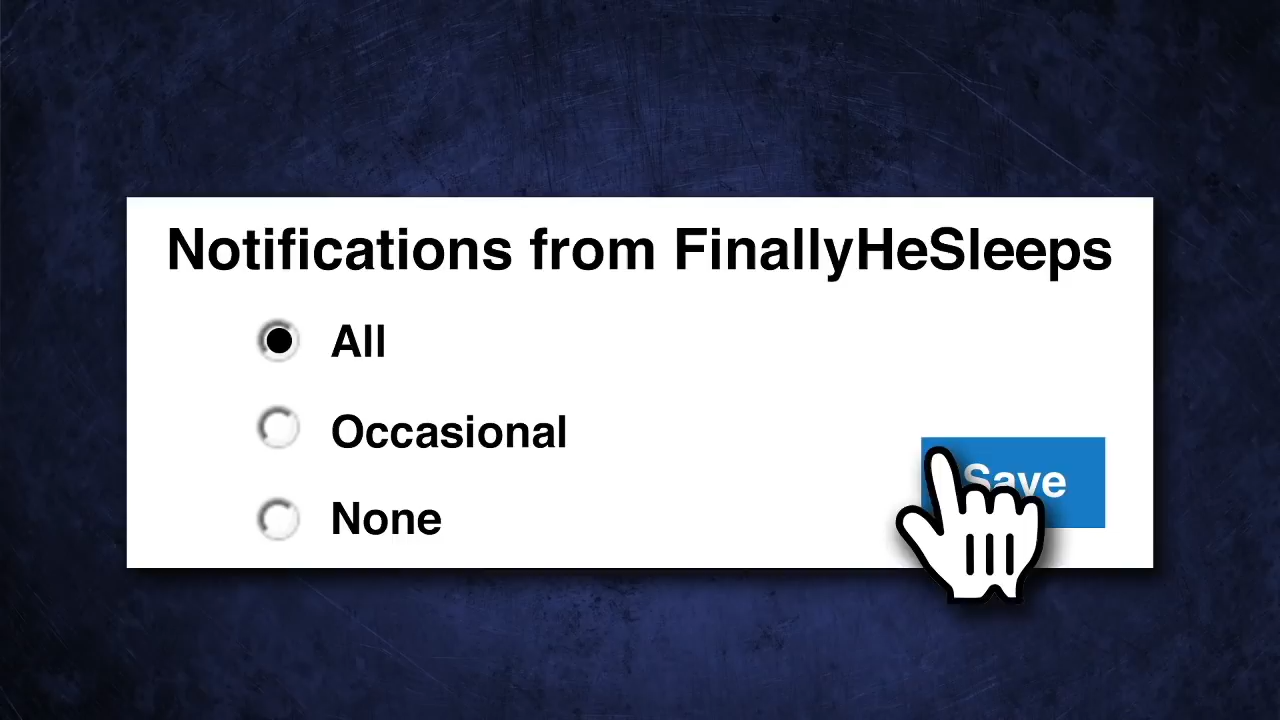 Notifications from FinallyHeSleeps
All
Occasional
Save
None